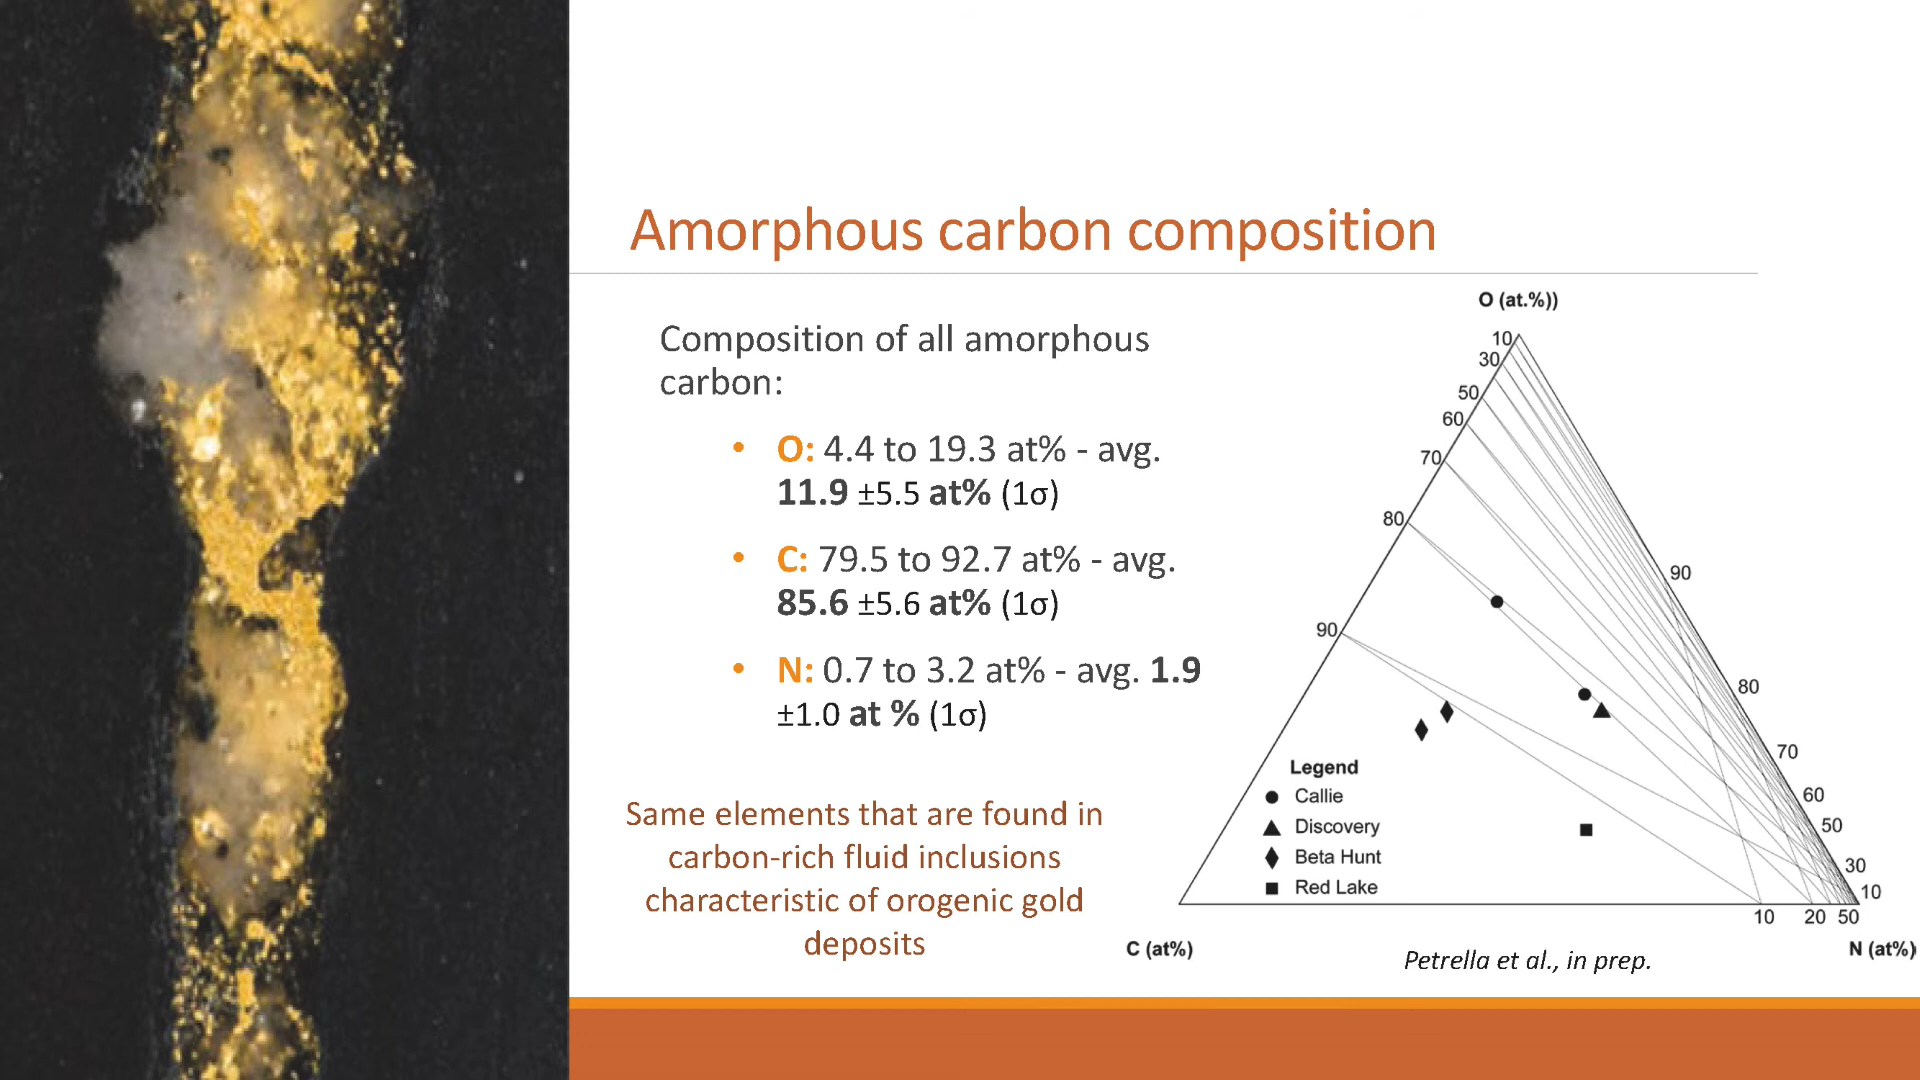 Amorphous carbon composition
Composition of all amorphous
carbon:
• O: 4.4 to 19.3 at% - avg.
11.9 ±5.5 at% (1σ)
• C: 79.5 to 92.7 at% - avg.
85.6 ±5.6 at% (1σ)
• N: 0.7 to 3.2 at% - avg. 1.9
±1.0 at % (1σ)
Same elements that are found in
carbon-rich fluid inclusions
characteristic of orogenic gold
deposits
O (at.%))
10
30
50
60
70
80
90
90
80
70
60
50
30
10
10 20 50
Legend
Callie
Discovery
Beta Hunt
Red Lake
C (at%)
N (at%)
Petrella et al., in prep.